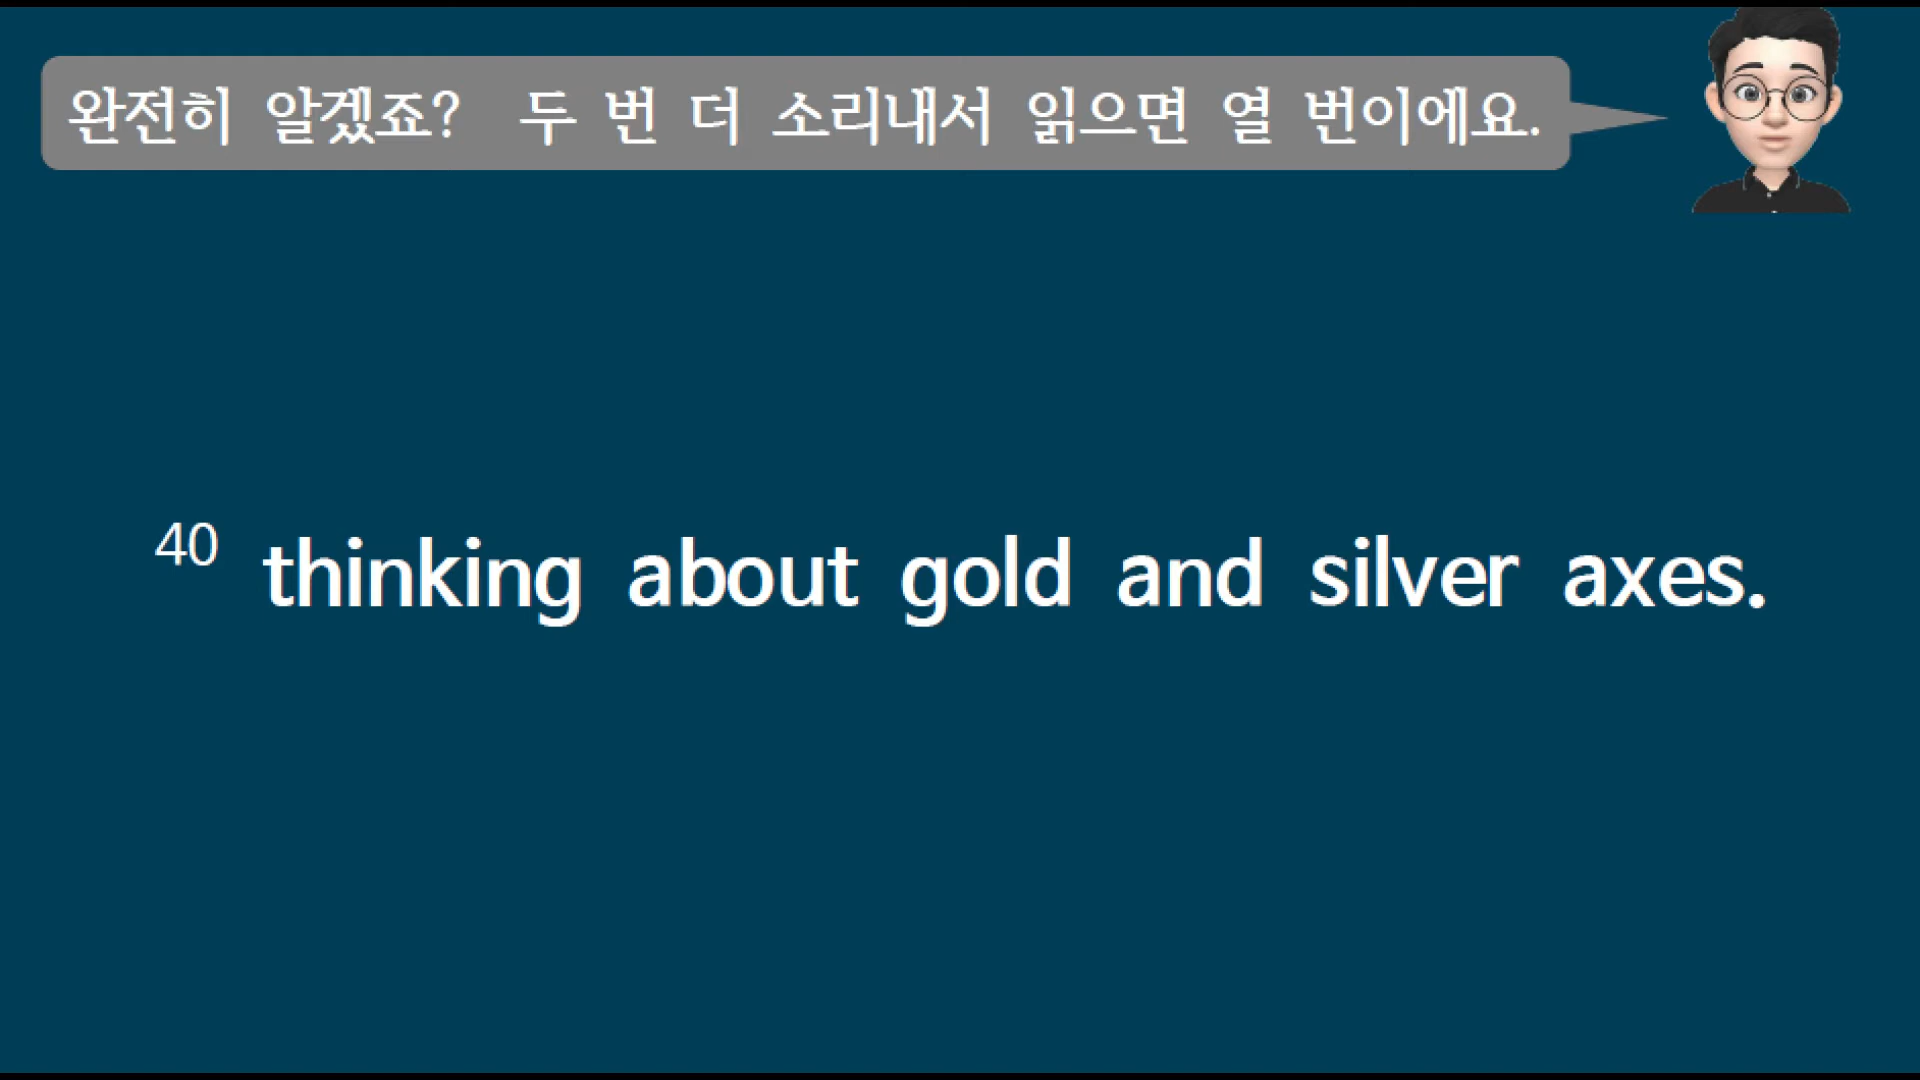 완전히 알겠죠? 두 번 더 소리내서 읽으면 열 번이에요.
40 thinking about gold and silver axes.